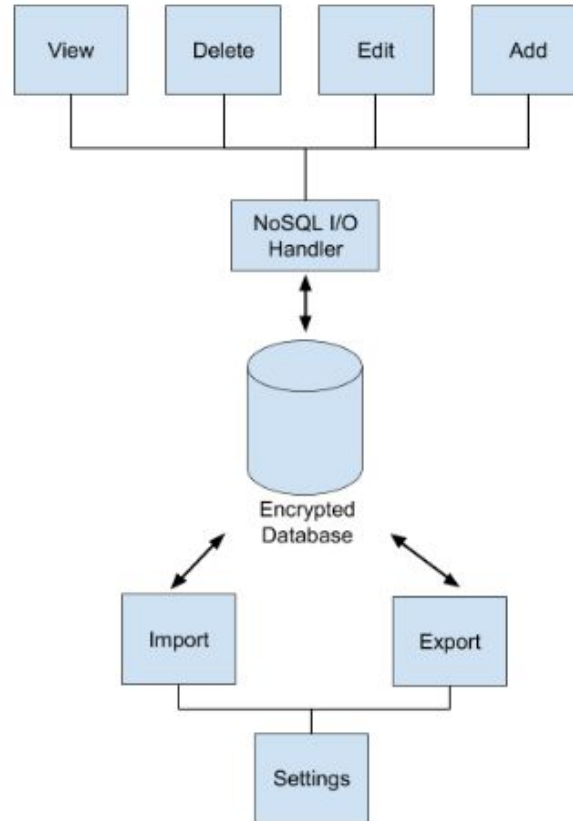 View
Delete
Edit
Add
NoSQL I/O
Handler
Encrypted
Database
Import
Export
Settings